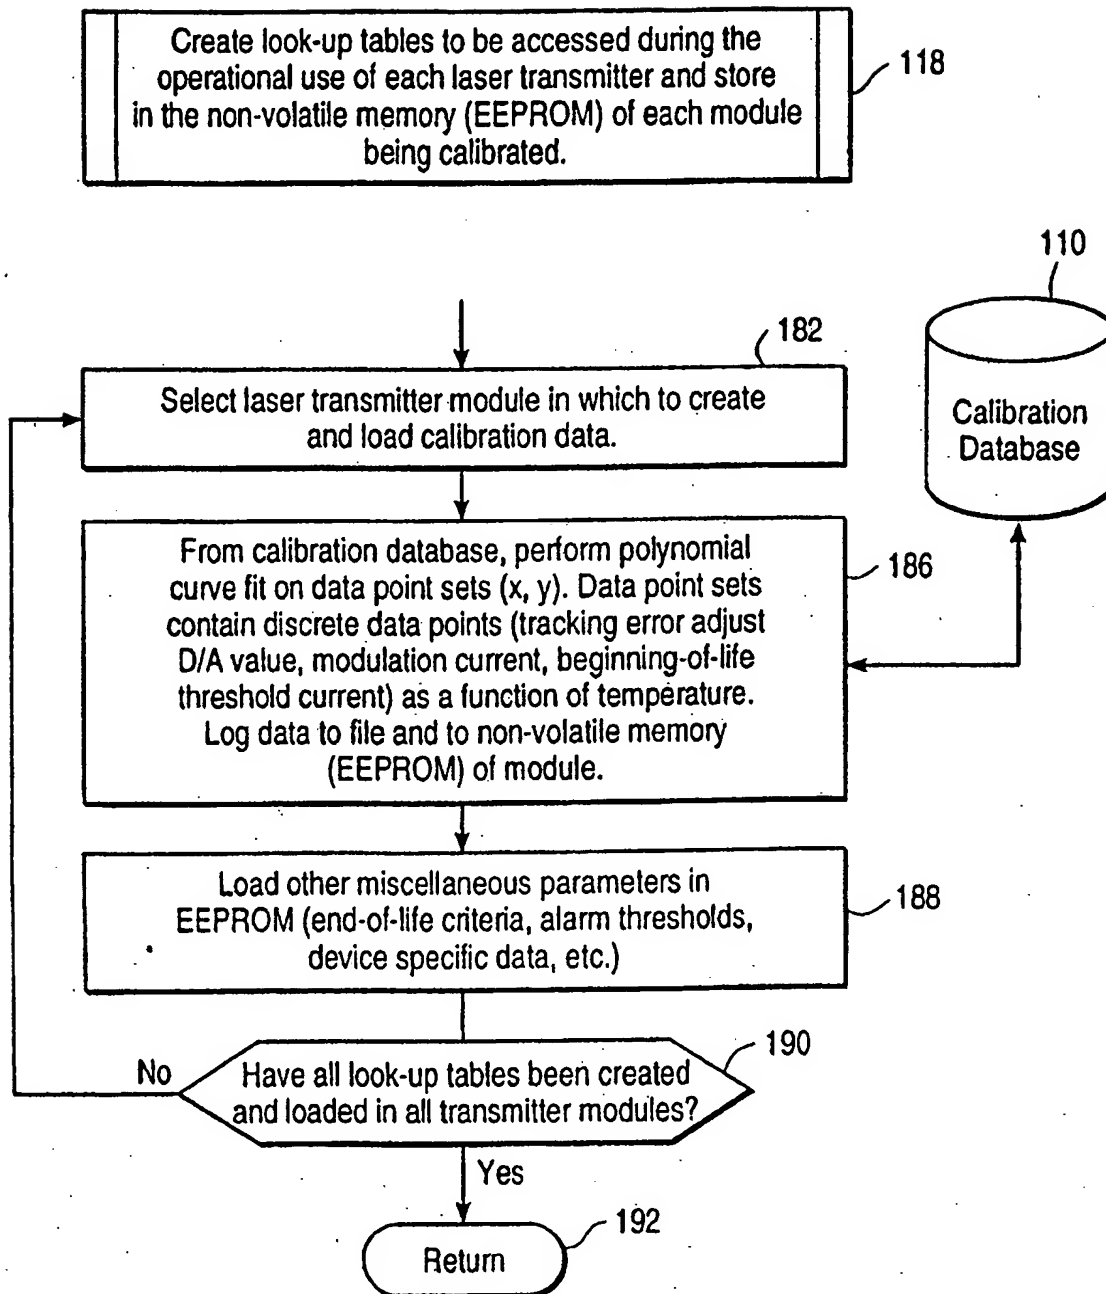 Create look-up tables to be accessed during the
operational use of each laser transmitter and store
in the non-volatile memory (EEPROM) of each module
being calibrated.
118
110
Calibration
Database
182
Select laser transmitter module in which to create
and load calibration data.
From calibration database, perform polynomial
curve fit on data point sets (x, y). Data point sets
contain discrete data points (tracking error adjust
D/A value, modulation current, beginning-of-life
threshold current) as a function of temperature.
Log data to file and to non-volatile memory
(EEPROM) of module.
186
Load other miscellaneous parameters in
EEPROM (end-of-life criteria, alarm thresholds,
device specific data, etc.)
188
190
No
Have all look-up tables been created
and loaded in all transmitter modules?
Yes
192
Return